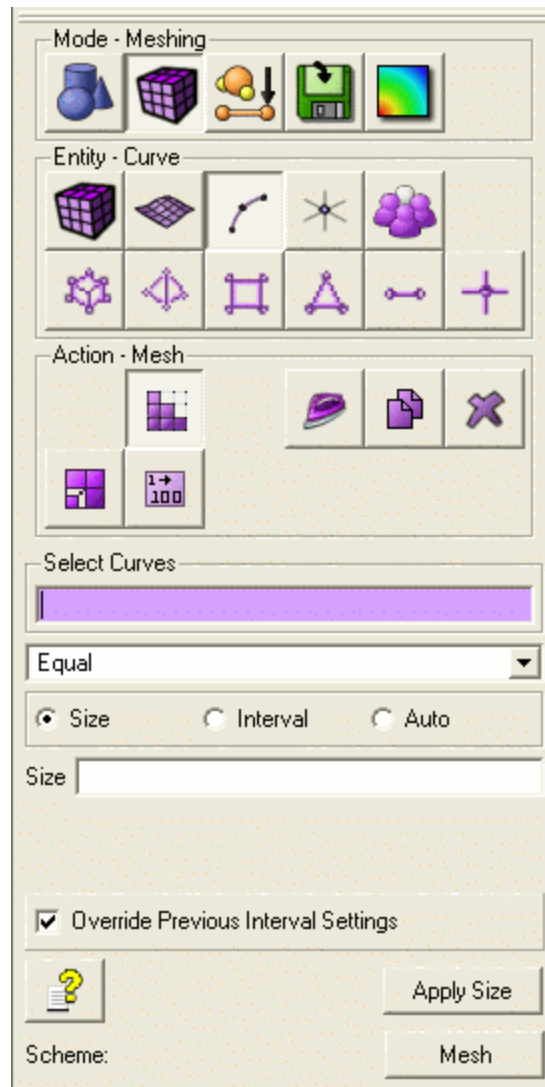 Mode - Meshing
Entity - Curve
Action - Mesh
1→
100
Select Curves
Equal
Size Interval Auto
Size
Override Previous Interval Settings
?
Apply Size
Scheme: Mesh